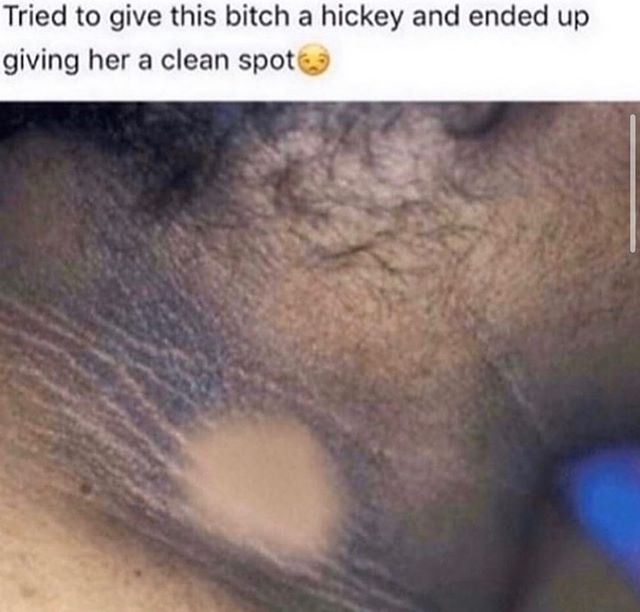 Tried to give this bitch a hickey and ended up
giving her a clean spot😒